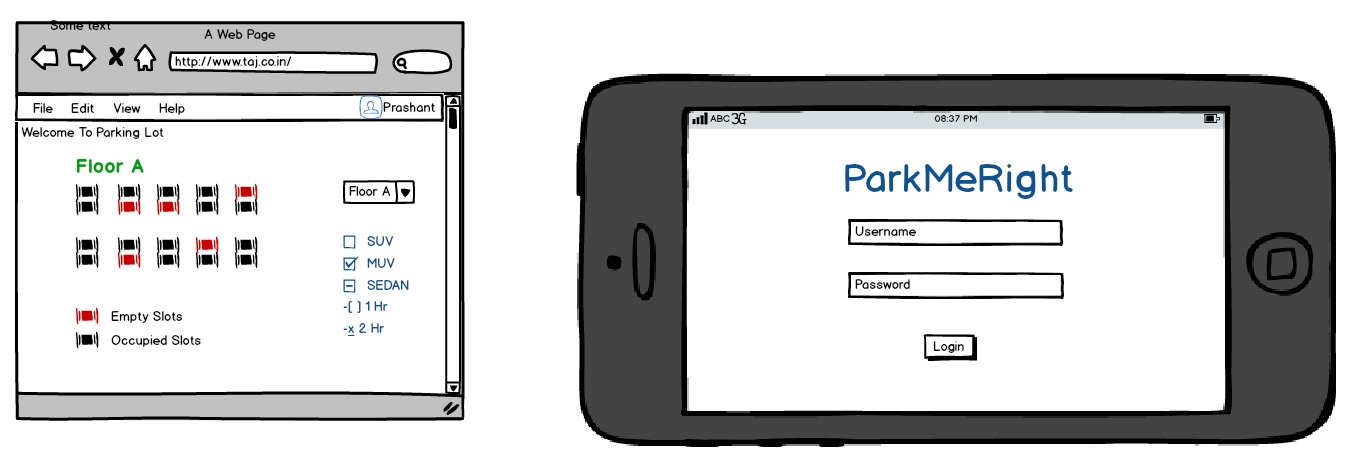 Some text
A Web Page
http://www.taj.co.in/
File Edit View Help Prashant
Welcome To Parking Lot
Floor A
Floor A
SUV
MUV
SEDAN
-[ ] 1 Hr
-x 2 Hr
Empty Slots
Occupied Slots
ABC 3G 08:37 PM
ParkMeRight
Username
Password
Login